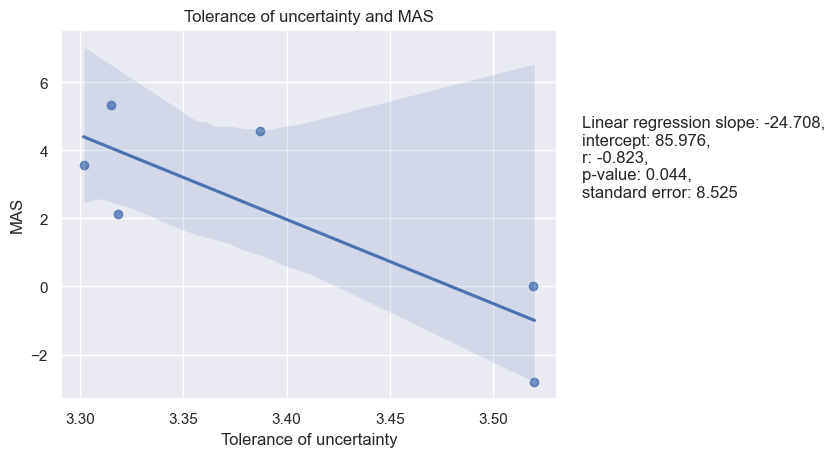 Tolerance of uncertainty and MAS
6
4
2
0
−2
MAS
3.30
3.35
3.40
3.45
3.50
Tolerance of uncertainty
Linear regression slope: -24.708,
intercept: 85.976,
r: -0.823,
p-value: 0.044,
standard error: 8.525